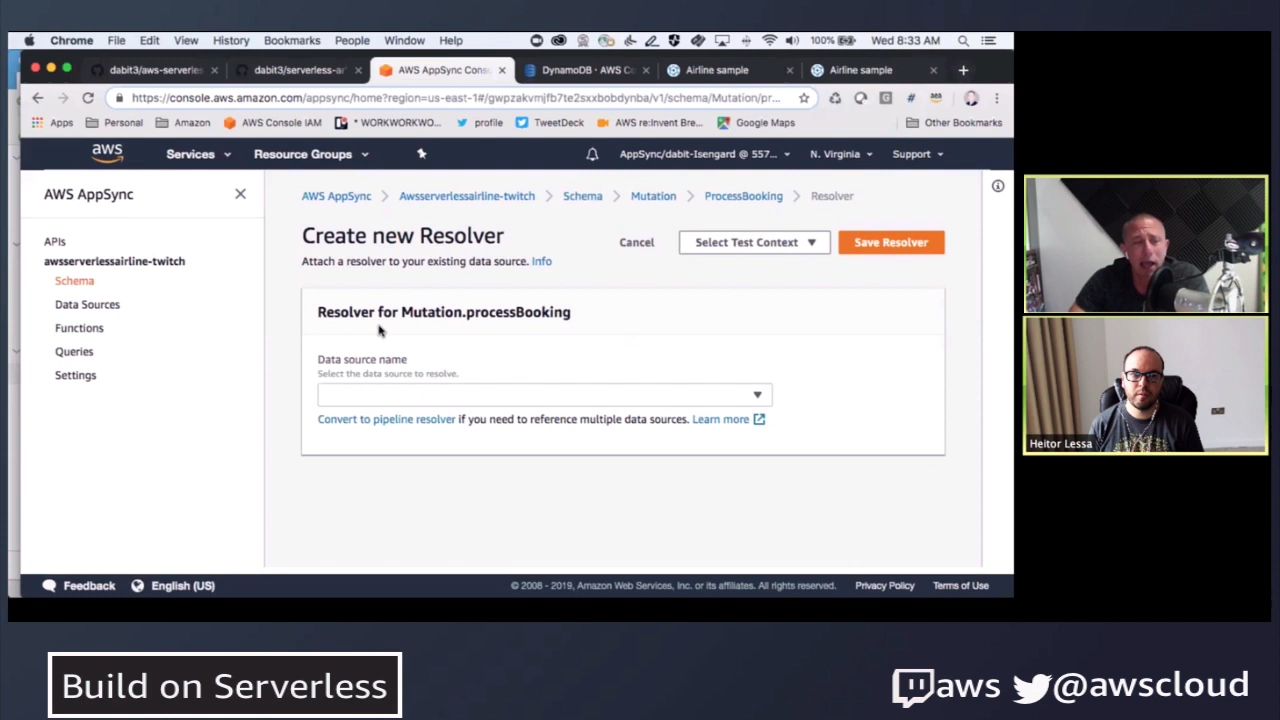 Chrome File Edit View History Bookmarks People Window Help 100% Wed 8:33 AM
dabit3/aws-serverles dabit3/serverless-ar AWS AppSync Conso DynamoDB · AWS C Airline sample Airline sample
https://console.aws.amazon.com/appsync/home?region=us-east-1#/gwpzakvmjfb7te2sxxbobdynba/v1/schema/Mutation/pr...
Apps Personal Amazon AWS Console IAM * WORKWORKWO... profile TweetDeck AWS re:Invent Bre... Google Maps Other Bookmarks
aws Services Resource Groups AppSync/dabit-Isengard @ 557... N. Virginia Support
AWS AppSync
APIs
awsserverlessairline-twitch
Schema
Data Sources
Functions
Queries
Settings
AWS AppSync Awsserverlessairline-twitch Schema Mutation ProcessBooking Resolver
Create new Resolver
Cancel Select Test Context Save Resolver
Attach a resolver to your existing data source. Info
Resolver for Mutation.processBooking
Data source name
Select the data source to resolve.
Convert to pipeline resolver if you need to reference multiple data sources. Learn more
Feedback English (US) © 2008 - 2019, Amazon Web Services, Inc. or its affiliates. All rights reserved. Privacy Policy Terms of Use
Heitor Lessa
Build on Serverless
aws @awscloud